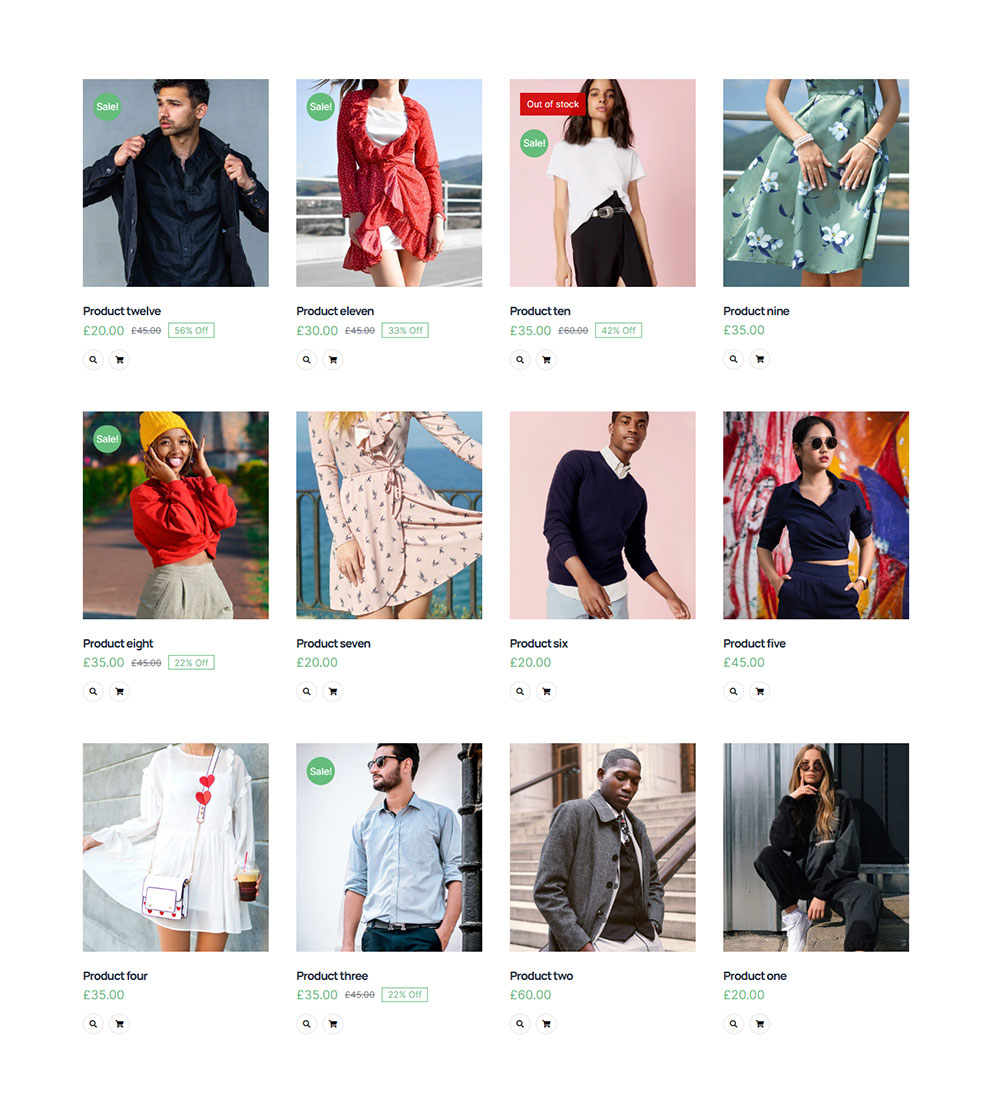 Sale!
Sale!
Out of stock
Sale!
Product twelve
£20.00 £45.00 56% Off
Product eleven
£30.00 £45.00 33% Off
Product ten
£35.00 £60.00 42% Off
Product nine
£35.00
Sale!
Product eight
£35.00 £45.00 22% Off
Product seven
£20.00
Product six
£20.00
Product five
£45.00
Sale!
Product four
£35.00
Product three
£35.00 £45.00 22% Off
Product two
£60.00
Product one
£20.00